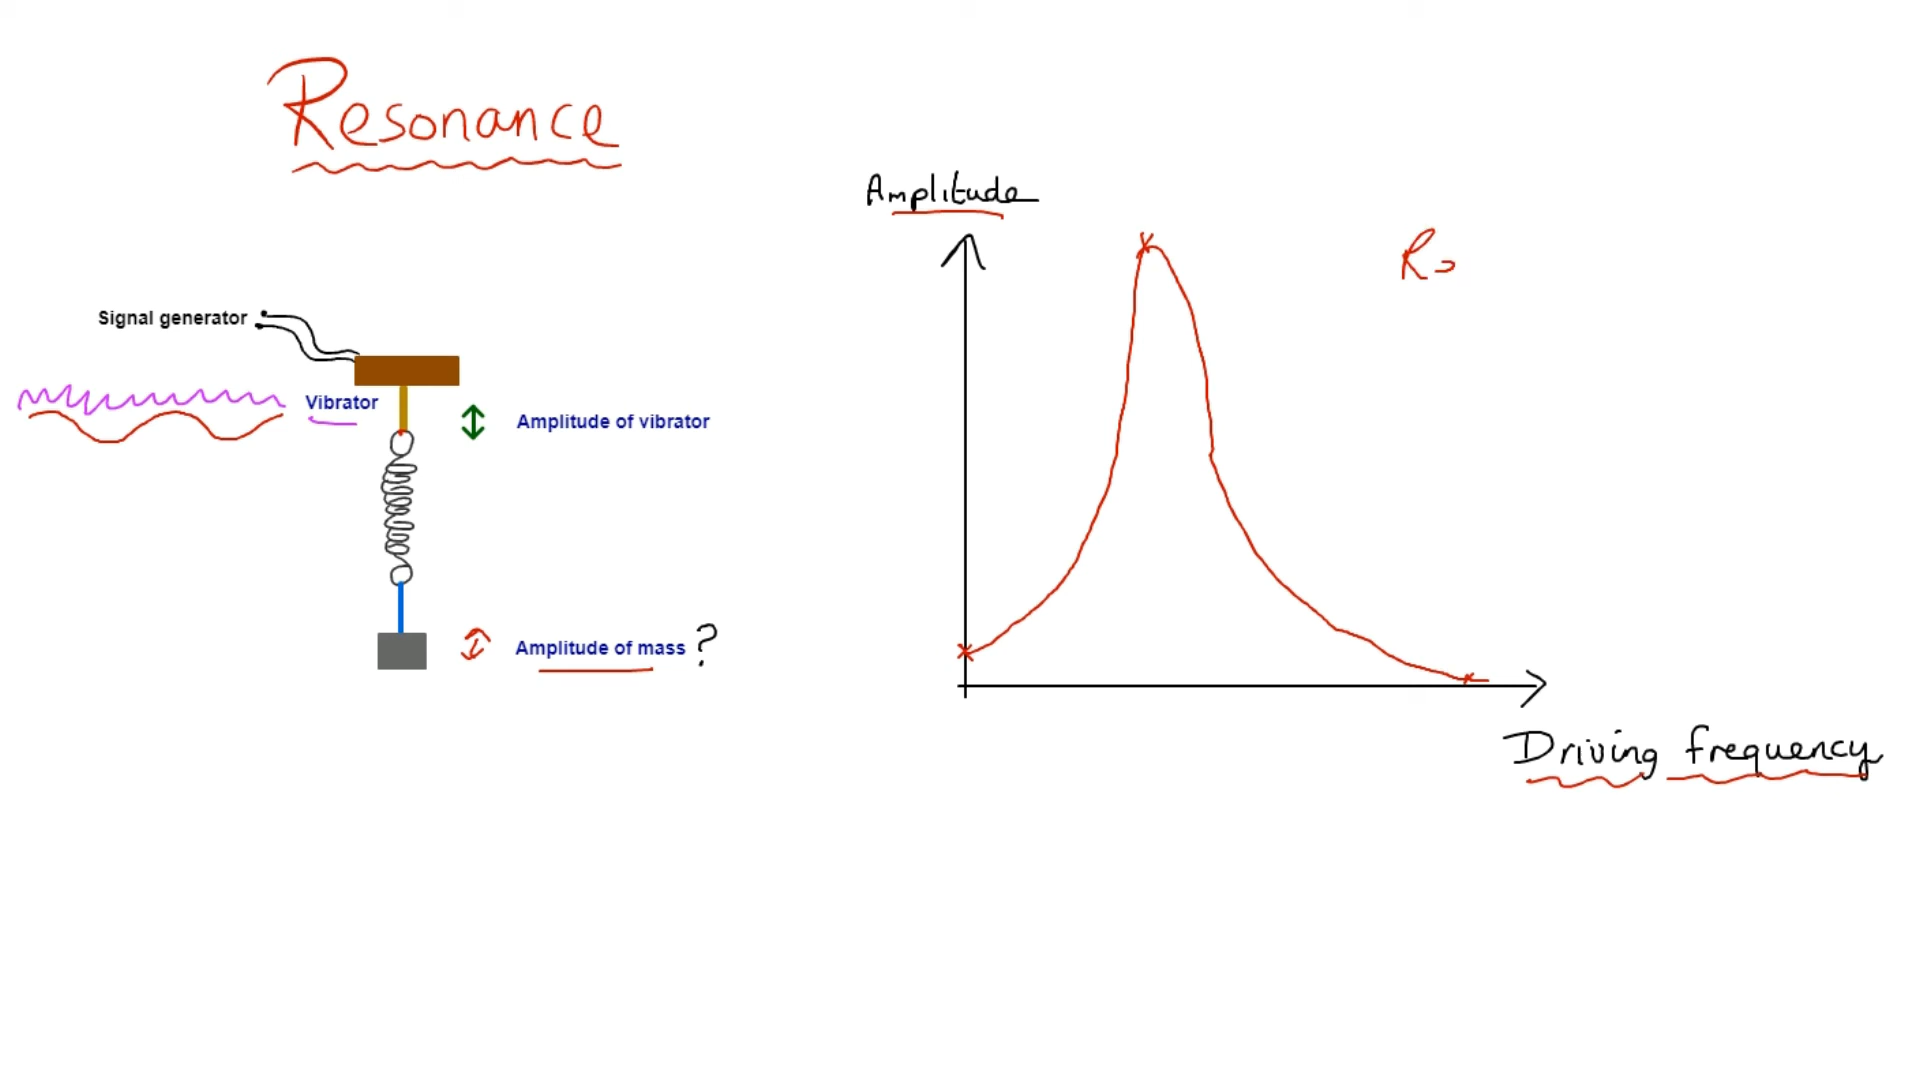 Resonance
Signal generator
Vibrator
Amplitude of vibrator
Amplitude of mass ?
Amplitude
Driving frequency